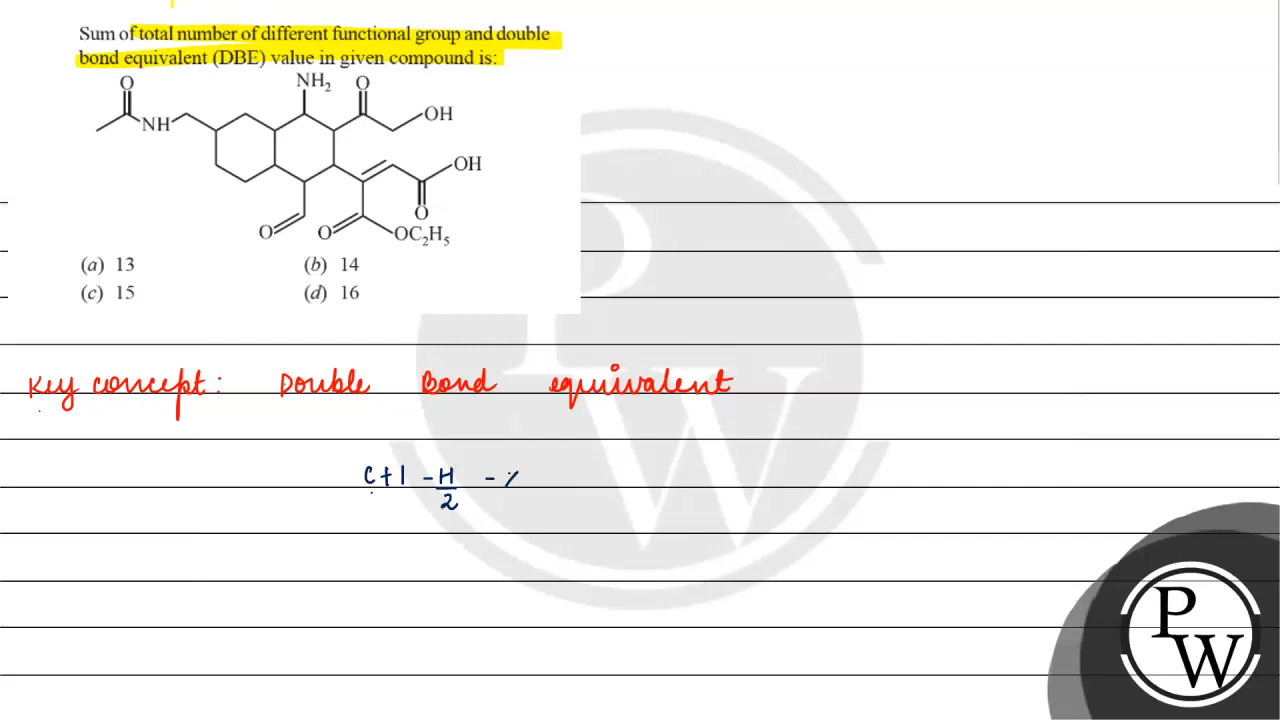 Sum of total number of different functional group and double
bond equivalent (DBE) value in given compound is:
NH₂
O
O
OH
NH
OH
O
O
O
OC₂H₅
(a) 13
(b) 14
(c) 15
(d) 16
Key concept: Double Bond equivalent
C+1 - H/2 -
P
W
P
W